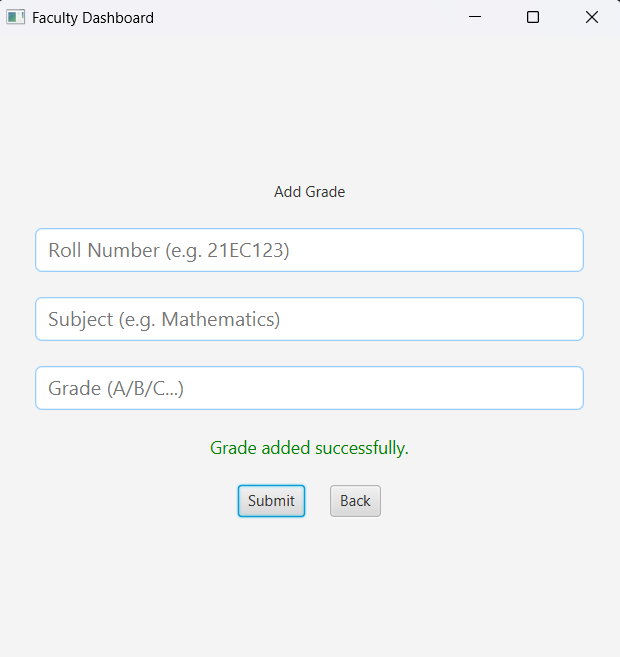 Faculty Dashboard
Add Grade
Roll Number (e.g. 21EC123)
Subject (e.g. Mathematics)
Grade (A/B/C...)
Grade added successfully.
Submit Back